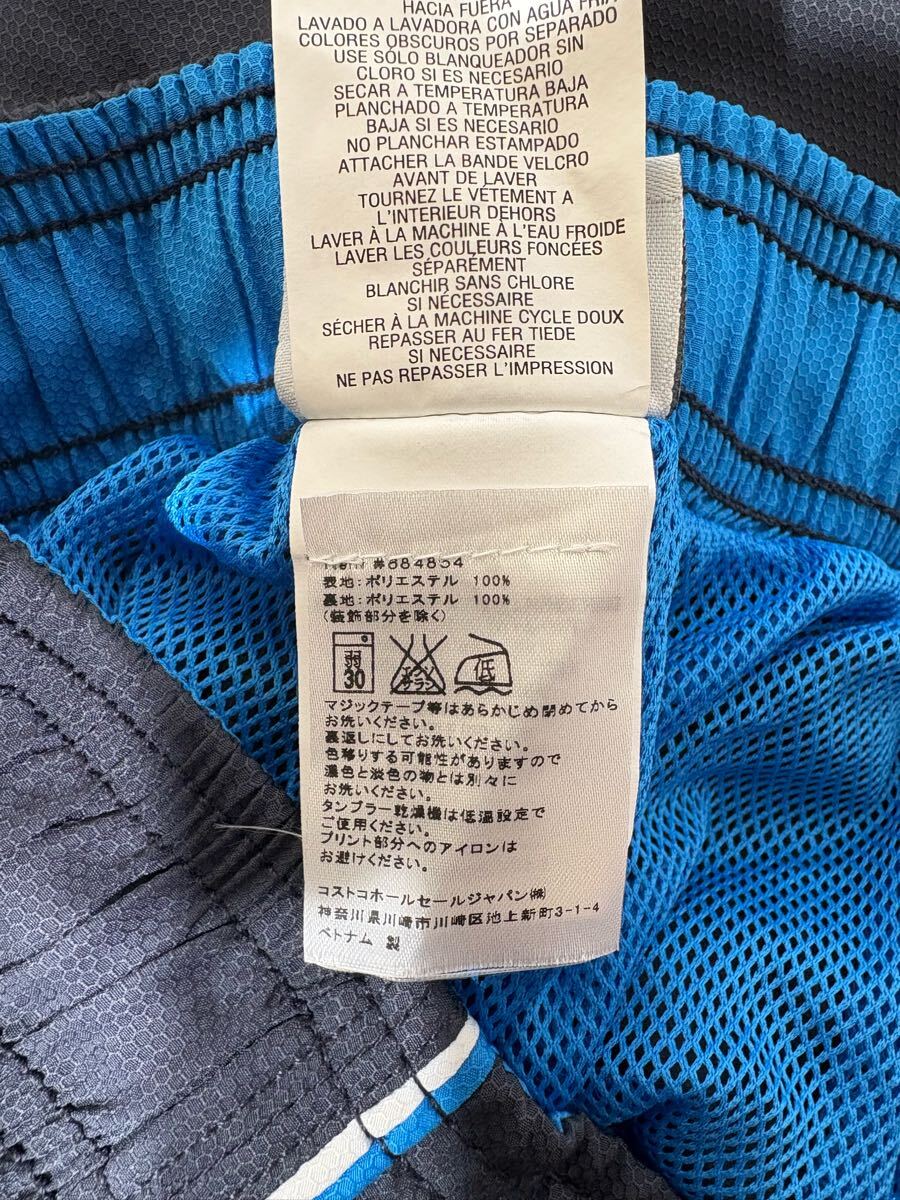 HACIA FUERA
LAVADO A LAVADORA CON AGUA FRIA
COLORES OBSCUROS POR SEPARADO
USE SÓLO BLANQUEADOR SIN
CLORO SI ES NECESARIO
SECAR A TEMPERATURA BAJA
PLANCHADO A TEMPERATURA
BAJA SI ES NECESARIO
NO PLANCHAR ESTAMPADO
ATTACHER LA BANDE VELCRO
AVANT DE LAVER
TOURNEZ LE VÉTEMENT A
L'INTERIEUR DEHORS
LAVER À LA MACHINE À L'EAU FROIDE
LAVER LES COULEURS FONCÉES
SÉPARÉMENT
BLANCHIR SANS CHLORE
SI NÉCESSAIRE
SÉCHER À LA MACHINE CYCLE DOUX
REPASSER AU FER TIEDE
SI NECESSAIRE
NE PAS REPASSER L'IMPRESSION
#684854
表地:ポリエステル 100%
裏地:ポリエステル 100%
(装飾部分を除く)
弱 30 エンソ サラシ 低
マジックテープ等はあらかじめ閉めてから
お洗いください。
裏返しにしてお洗いください。
色移りする可能性がありますので
濃色と淡色の物とは別々に
お洗いください。
タンブラー乾燥機は低温設定で
ご使用ください。
プリント部分へのアイロンは
お避けください。
コストコホールセールジャパン㈱
神奈川県川崎市川崎区池上新町3-1-4
ベトナム 製